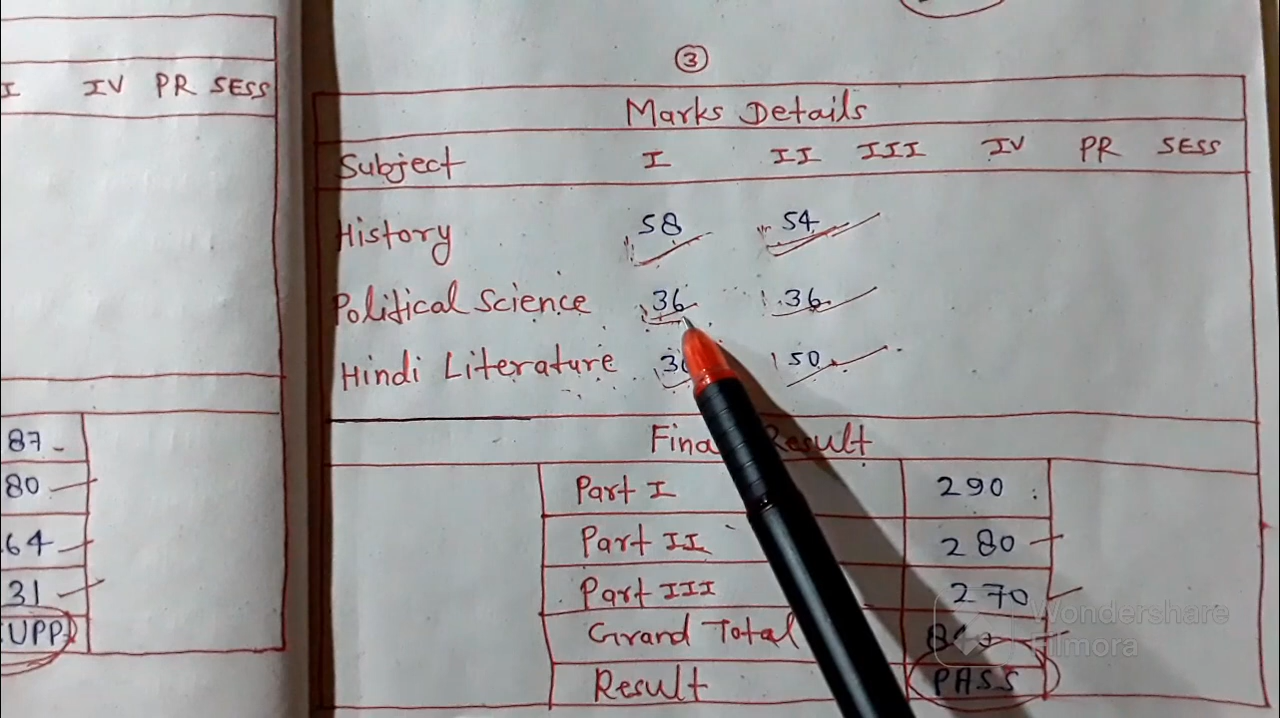 I IV PR SESS
87
80
64
31
UPP
3
Marks Details
Subject I II III IV PR SESS
History 58 54
Political Science 36 36
Hindi Literature 50
Final Result
Part I 290
Part II 280
Part III 270
Grand Total
Result PASS
Wondershare
Filmora